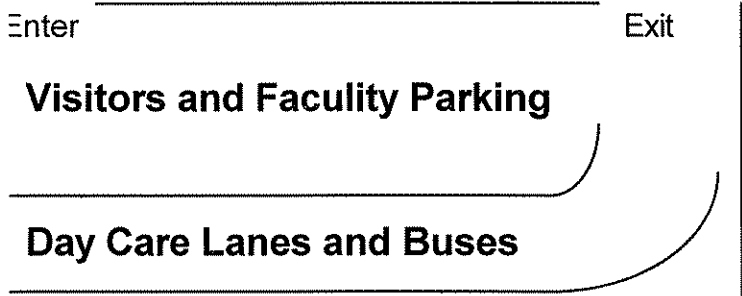 Enter Exit
Visitors and Faculity Parking
Day Care Lanes and Buses